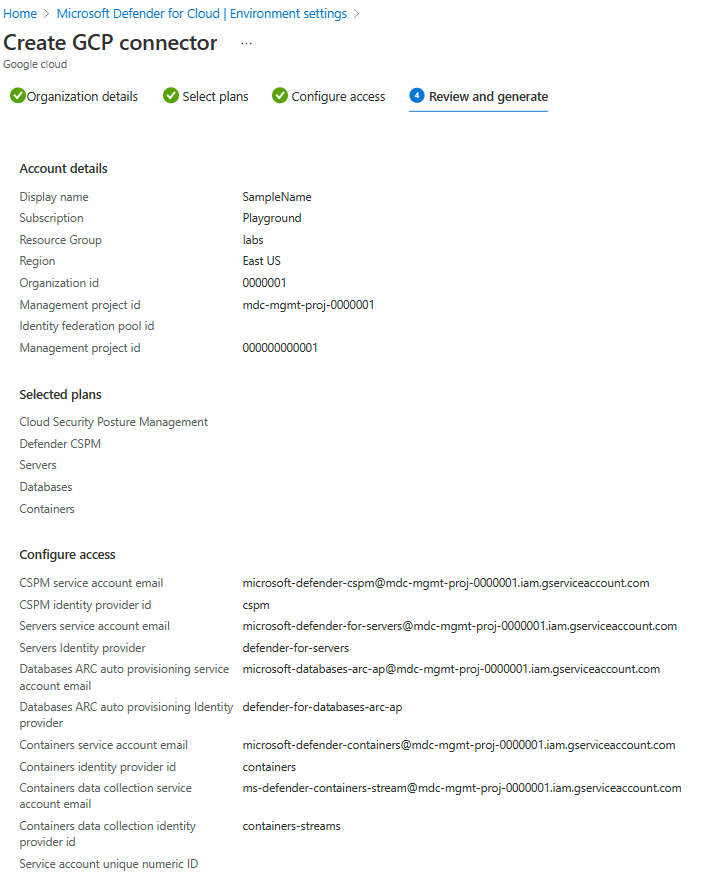 Home > Microsoft Defender for Cloud | Environment settings >
Create GCP connector ...
Google cloud
Organization details Select plans Configure access 4 Review and generate
Account details
Display name SampleName
Subscription Playground
Resource Group labs
Region East US
Organization id 0000001
Management project id mdc-mgmt-proj-0000001
Identity federation pool id
Management project id 000000000001
Selected plans
Cloud Security Posture Management
Defender CSPM
Servers
Databases
Containers
Configure access
CSPM service account email microsoft-defender-cspm@mdc-mgmt-proj-0000001.iam.gserviceaccount.com
CSPM identity provider id cspm
Servers service account email microsoft-defender-for-servers@mdc-mgmt-proj-0000001.iam.gserviceaccount.com
Servers Identity provider defender-for-servers
Databases ARC auto provisioning service microsoft-databases-arc-ap@mdc-mgmt-proj-0000001.iam.gserviceaccount.com
account email
Databases ARC auto provisioning Identity defender-for-databases-arc-ap
provider
Containers service account email microsoft-defender-containers@mdc-mgmt-proj-0000001.iam.gserviceaccount.com
Containers identity provider id containers
Containers data collection service ms-defender-containers-stream@mdc-mgmt-proj-0000001.iam.gserviceaccount.com
account email
Containers data collection identity containers-streams
provider id
Service account unique numeric ID